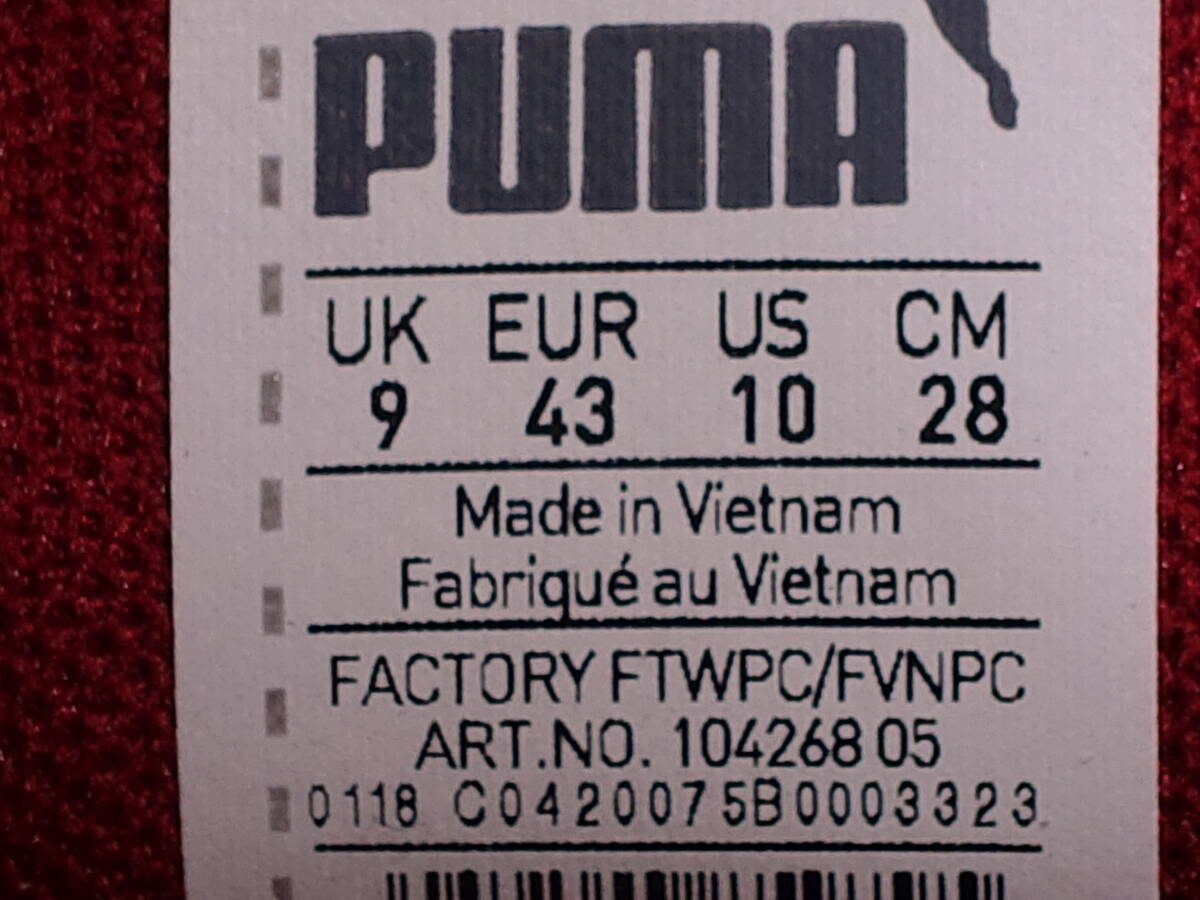 PUMA
UK EUR US CM
9 43 10 28
Made in Vietnam
Fabriqué au Vietnam
FACTORY FTWPC/FVNPC
ART.NO. 104268 05
0118 C0420075B0003323